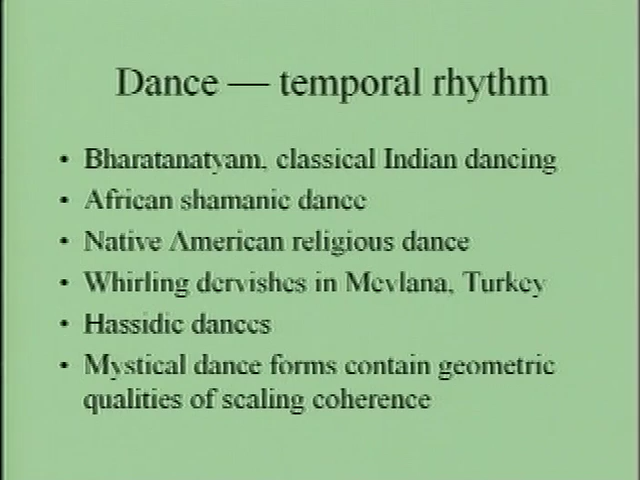 Dance — temporal rhythm
• Bharatanatyam, classical Indian dancing
• African shamanic dance
• Native American religious dance
• Whirling dervishes in Mevlana, Turkey
• Hassidic dances
• Mystical dance forms contain geometric
qualities of scaling coherence